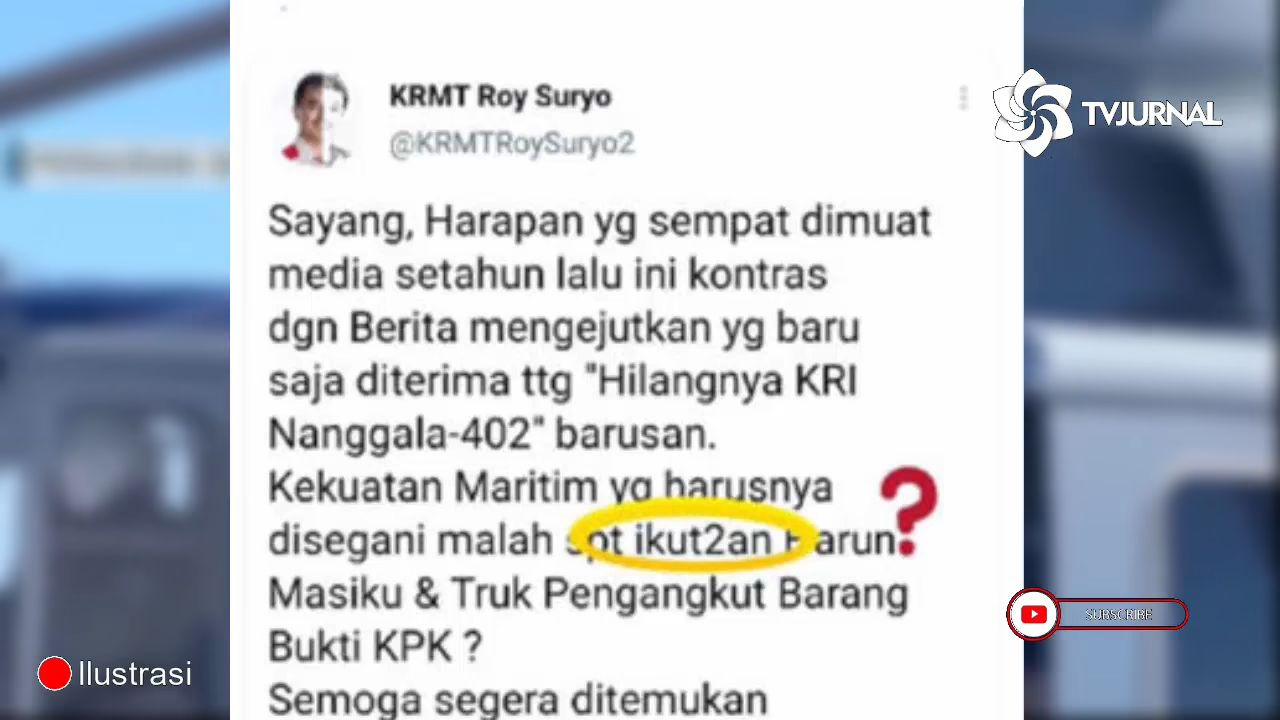 KRMT Roy Suryo
@KRMTRoySuryo2
TVJURNAL
Sayang, Harapan yg sempat dimuat
media setahun lalu ini kontras
dgn Berita mengejutkan yg baru
saja diterima ttg "Hilangnya KRI
Nanggala-402" barusan.
Kekuatan Maritim yg harusnya
disegani malah spt ikut2an Harun
?
Masiku & Truk Pengangkut Barang
Bukti KPK ?
Semoga segera ditemukan
SUBSCRIBE
Ilustrasi